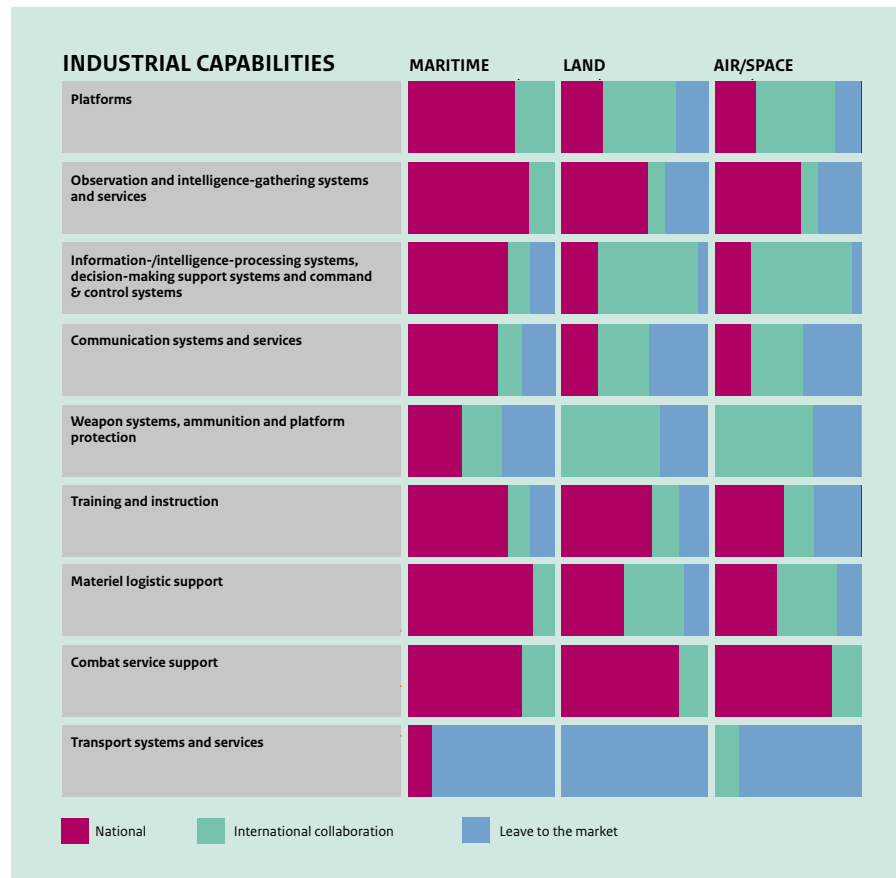 INDUSTRIAL CAPABILITIES MARITIME LAND AIR/SPACE
Platforms
Observation and intelligence-gathering systems
and services
Information-/intelligence-processing systems,
decision-making support systems and command
& control systems
Communication systems and services
Weapon systems, ammunition and platform
protection
Training and instruction
Materiel logistic support
Combat service support
Transport systems and services
National International collaboration Leave to the market